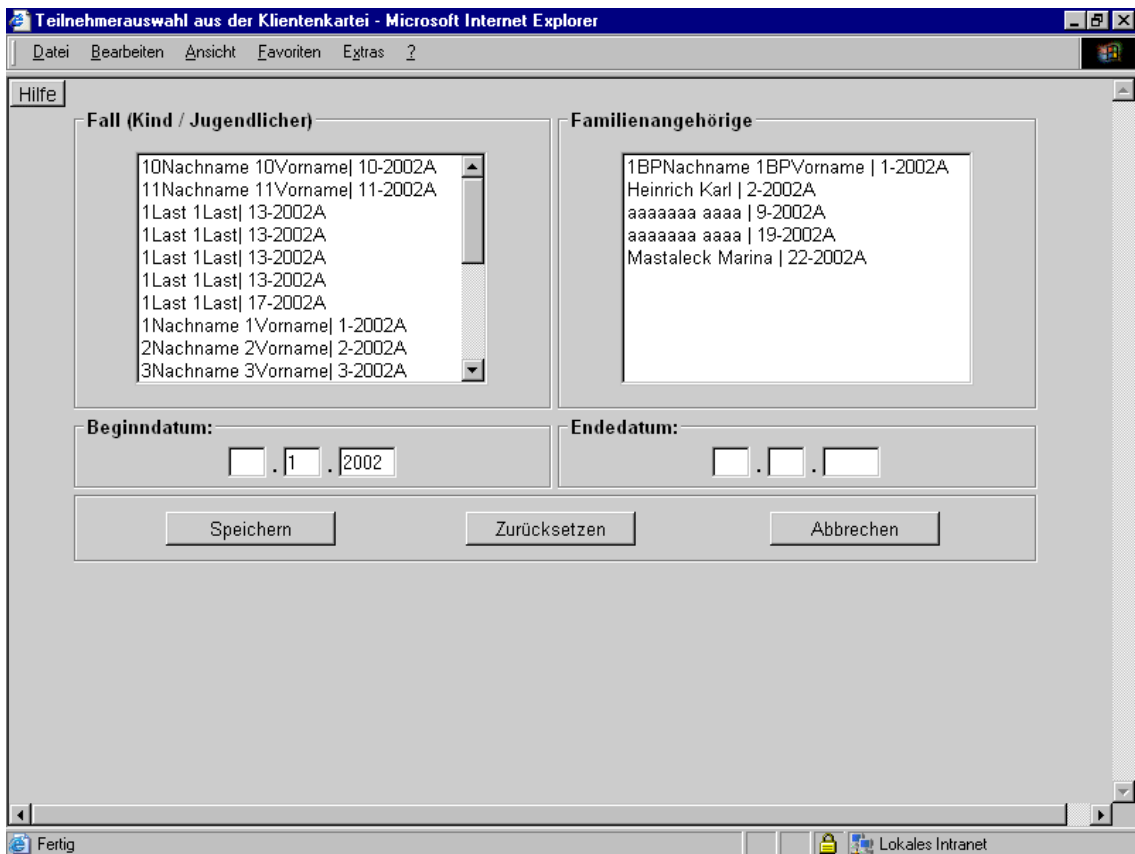 Teilnehmerauswahl aus der Klientenkartei - Microsoft Internet Explorer
Datei Bearbeiten Ansicht Favoriten Extras ?
Hilfe
Fall (Kind / Jugendlicher)
10Nachname 10Vorname| 10-2002A
11Nachname 11Vorname| 11-2002A
1Last 1Last| 13-2002A
1Last 1Last| 13-2002A
1Last 1Last| 13-2002A
1Last 1Last| 13-2002A
1Last 1Last| 17-2002A
1Nachname 1Vorname| 1-2002A
2Nachname 2Vorname| 2-2002A
3Nachname 3Vorname| 3-2002A
Familienangehörige
1BPNachname 1BPVorname | 1-2002A
Heinrich Karl | 2-2002A
aaaaaaa aaaa | 9-2002A
aaaaaaa aaaa | 19-2002A
Mastaleck Marina | 22-2002A
Beginndatum:
. 1 . 2002
Endedatum:
. .
Speichern Zurücksetzen Abbrechen
Fertig Lokales Intranet